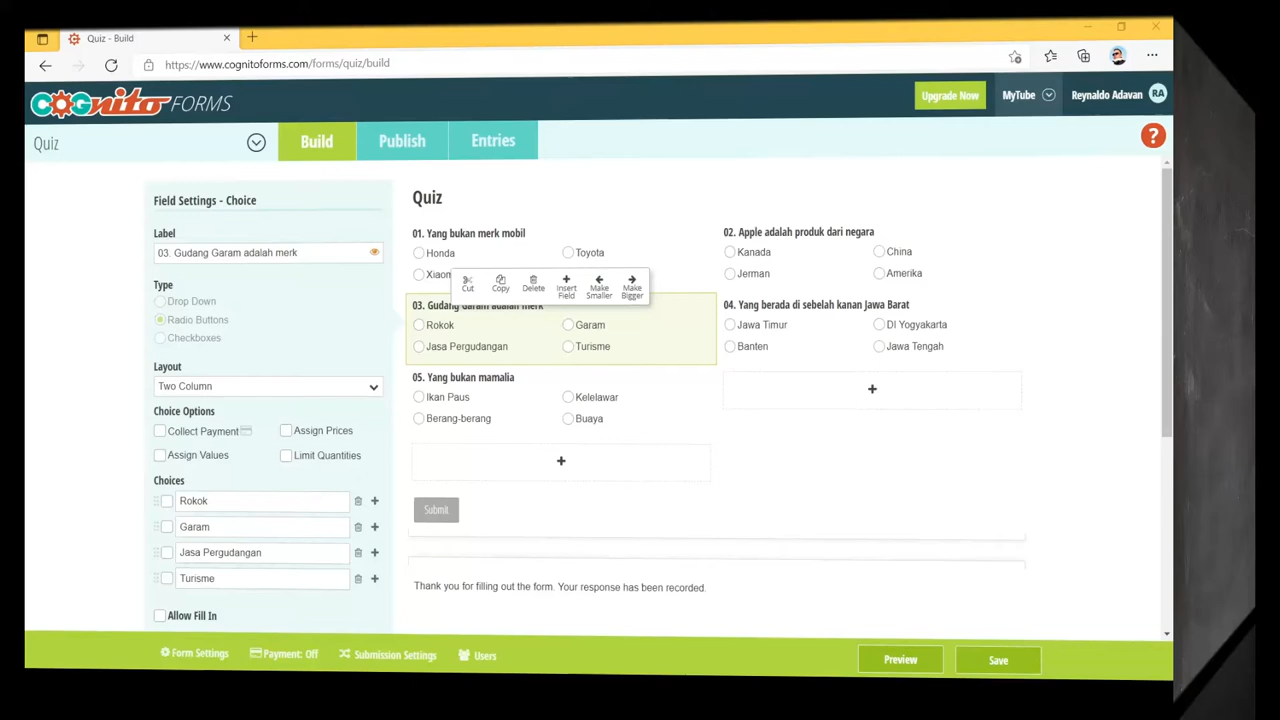 Quiz - Build
https://www.cognitoforms.com/forms/quiz/build
COGnito FORMS
Upgrade Now
MyTube
Reynaldo Adavan
RA
Quiz
Build
Publish
Entries
?
Field Settings - Choice
Label
03. Gudang Garam adalah merk
Type
Drop Down
Radio Buttons
Checkboxes
Layout
Two Column
Choice Options
Collect Payment
Assign Prices
Assign Values
Limit Quantities
Choices
Rokok
Garam
Jasa Pergudangan
Turisme
Allow Fill In
Quiz
01. Yang bukan merk mobil
Honda
Toyota
Xiaom
Cut
Copy
Delete
Insert Field
Make Smaller
Make Bigger
02. Apple adalah produk dari negara
Kanada
China
Jerman
Amerika
03. Gudang Garam adalah merk
Rokok
Garam
Jasa Pergudangan
Turisme
04. Yang berada di sebelah kanan Jawa Barat
Jawa Timur
DI Yogyakarta
Banten
Jawa Tengah
05. Yang bukan mamalia
Ikan Paus
Kelelawar
Berang-berang
Buaya
Submit
Thank you for filling out the form. Your response has been recorded.
Form Settings
Payment: Off
Submission Settings
Users
Preview
Save